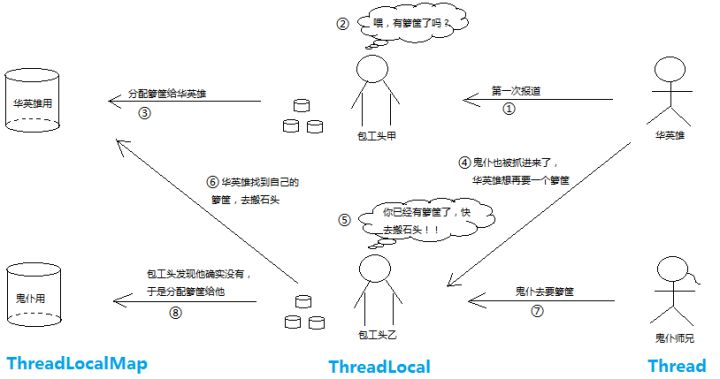 ②
喂，有箩筐了吗？
华英雄用
分配箩筐给华英雄
③
包工头甲
第一次报道
①
华英雄
④
鬼仆也被抓进来了，
华英雄想再要一个箩筐
⑥
华英雄找到自己的
箩筐，去搬石头
⑤
你已经有箩筐了，快
去搬石头！！
鬼仆用
包工头发现他确实没有，
于是分配箩筐给他
⑧
包工头乙
鬼仆去要箩筐
⑦
鬼仆师兄
ThreadLocalMap
ThreadLocal
Thread